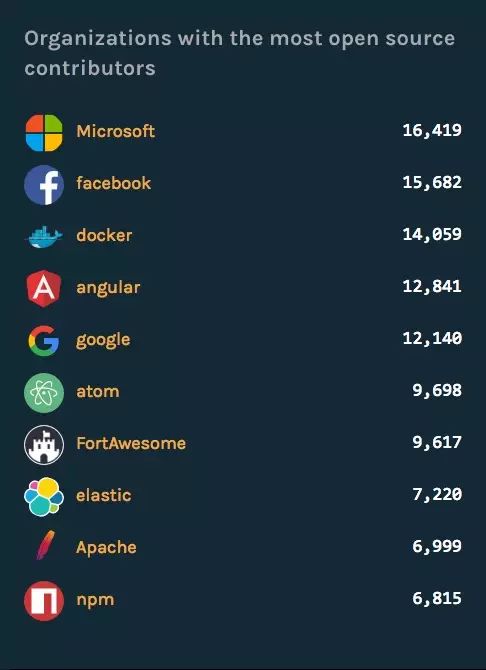 Organizations with the most open source
contributors
Microsoft 16,419
facebook 15,682
docker 14,059
angular 12,841
google 12,140
atom 9,698
FortAwesome 9,617
elastic 7,220
Apache 6,999
npm 6,815